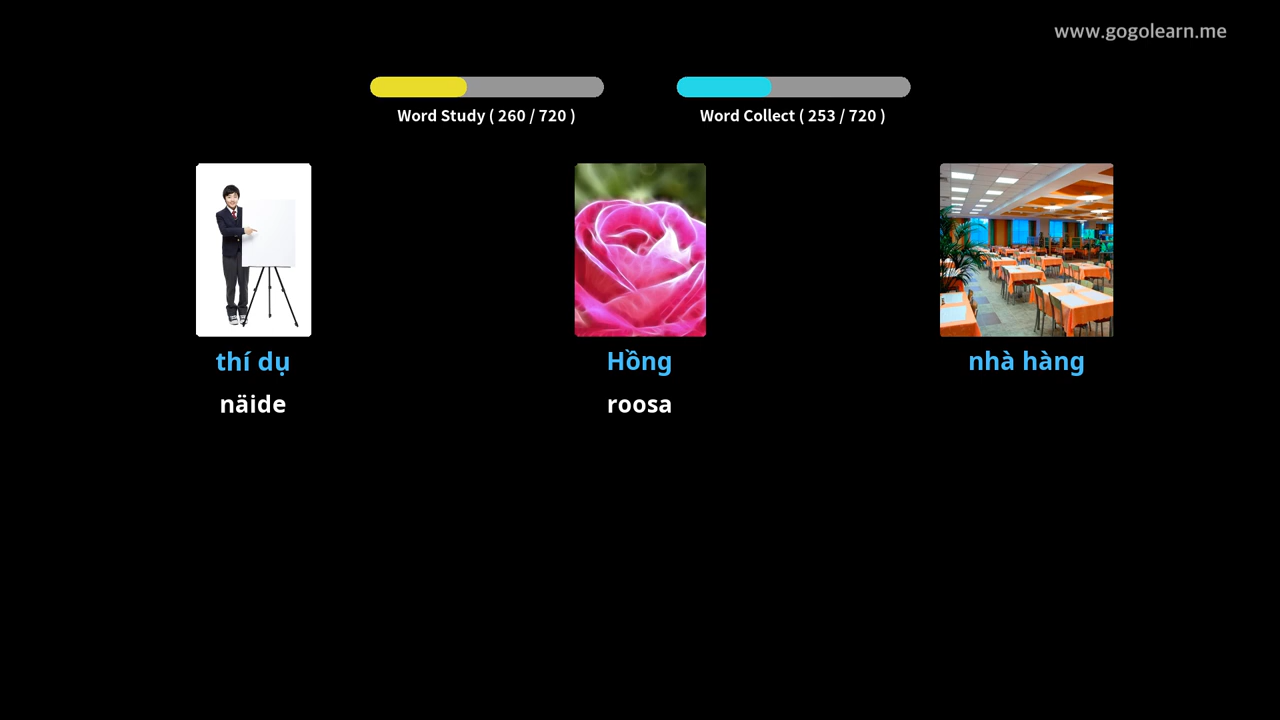 www.gogolearn.me
Word Study ( 260 / 720 )
Word Collect ( 253 / 720 )
thí dụ
Hồng
nhà hàng
näide
roosa